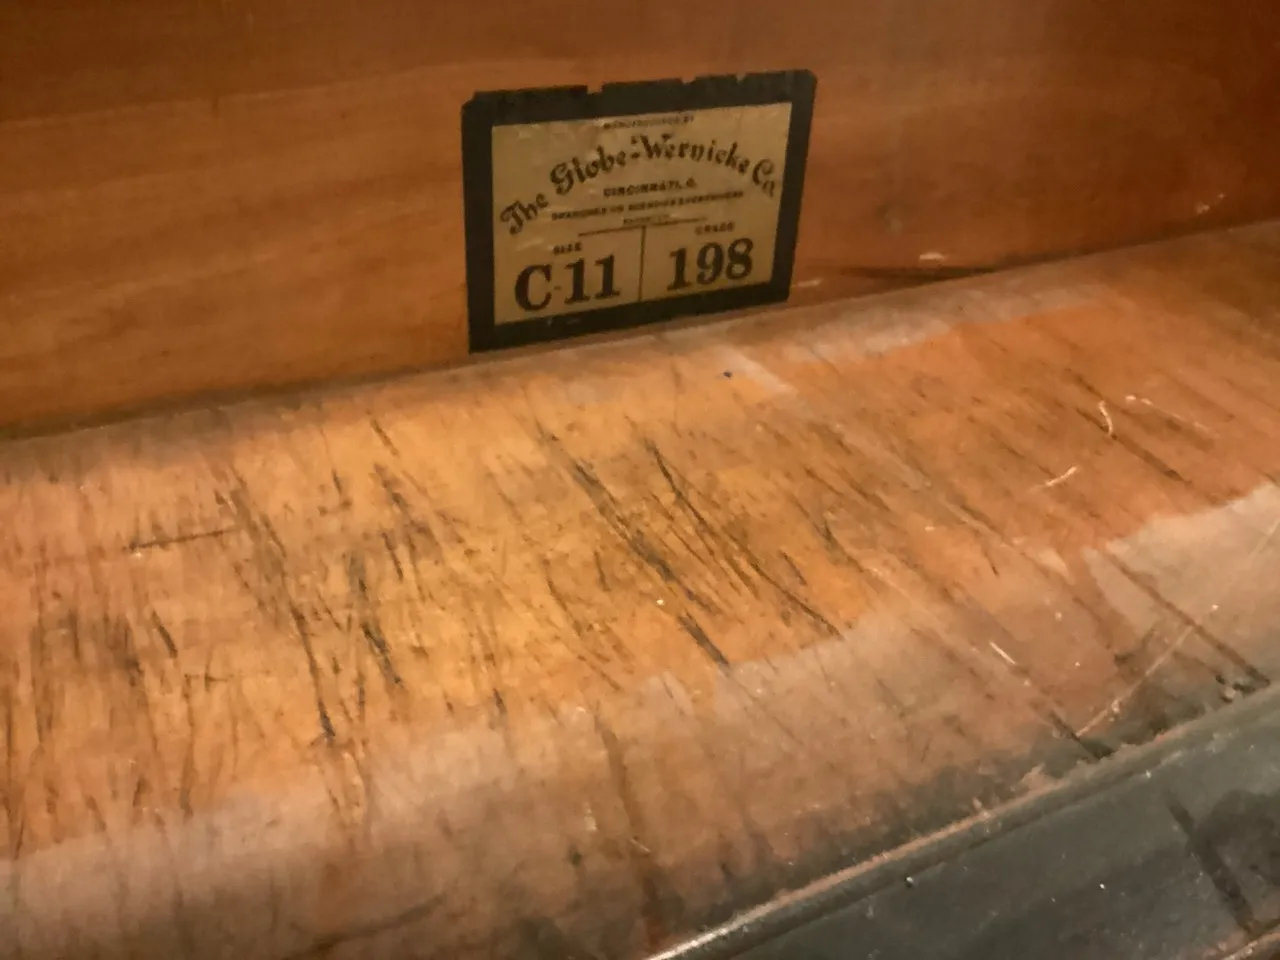 MANUFACTURED BY
The Globe-Wernicke Co.
CINCINNATI, O.
SIZE GRADE
C-11 198